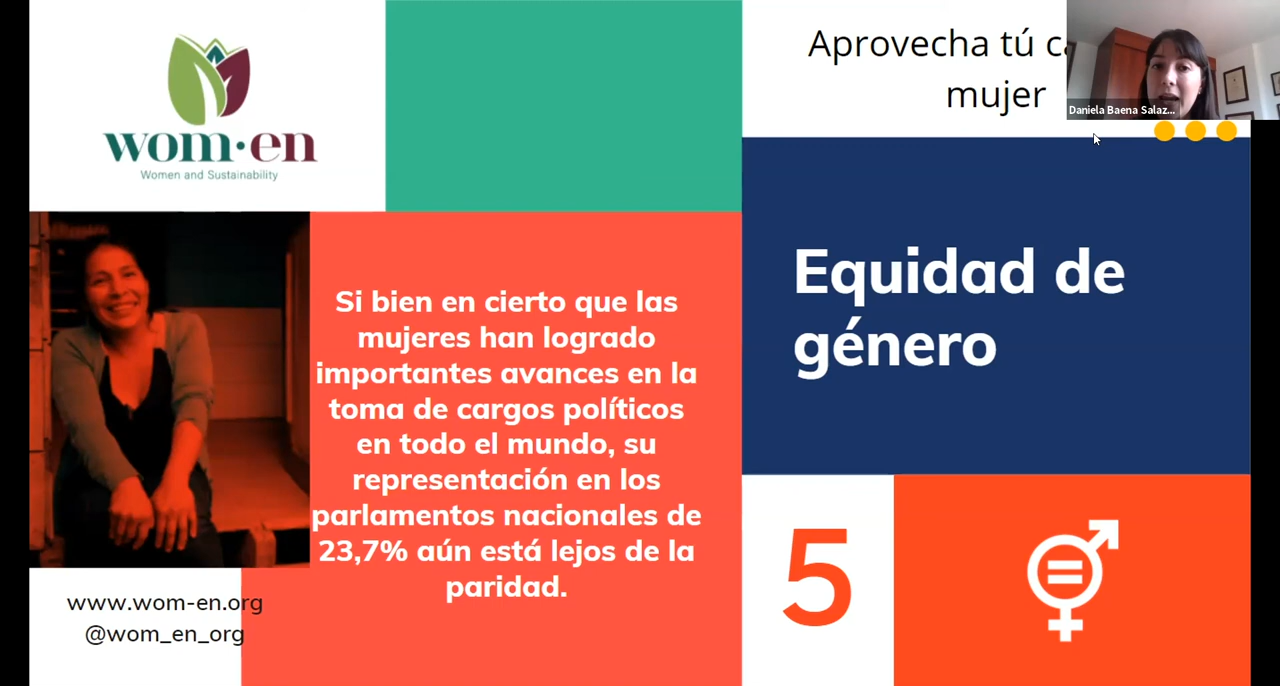 wom·en
Women and Sustainability
Aprovecha tú
mujer
Daniela Baena Salaz...
Equidad de
género
Si bien en cierto que las
mujeres han logrado
importantes avances en la
toma de cargos políticos
en todo el mundo, su
representación en los
parlamentos nacionales de
23,7% aún está lejos de la
paridad.
5
www.wom-en.org
@wom_en_org